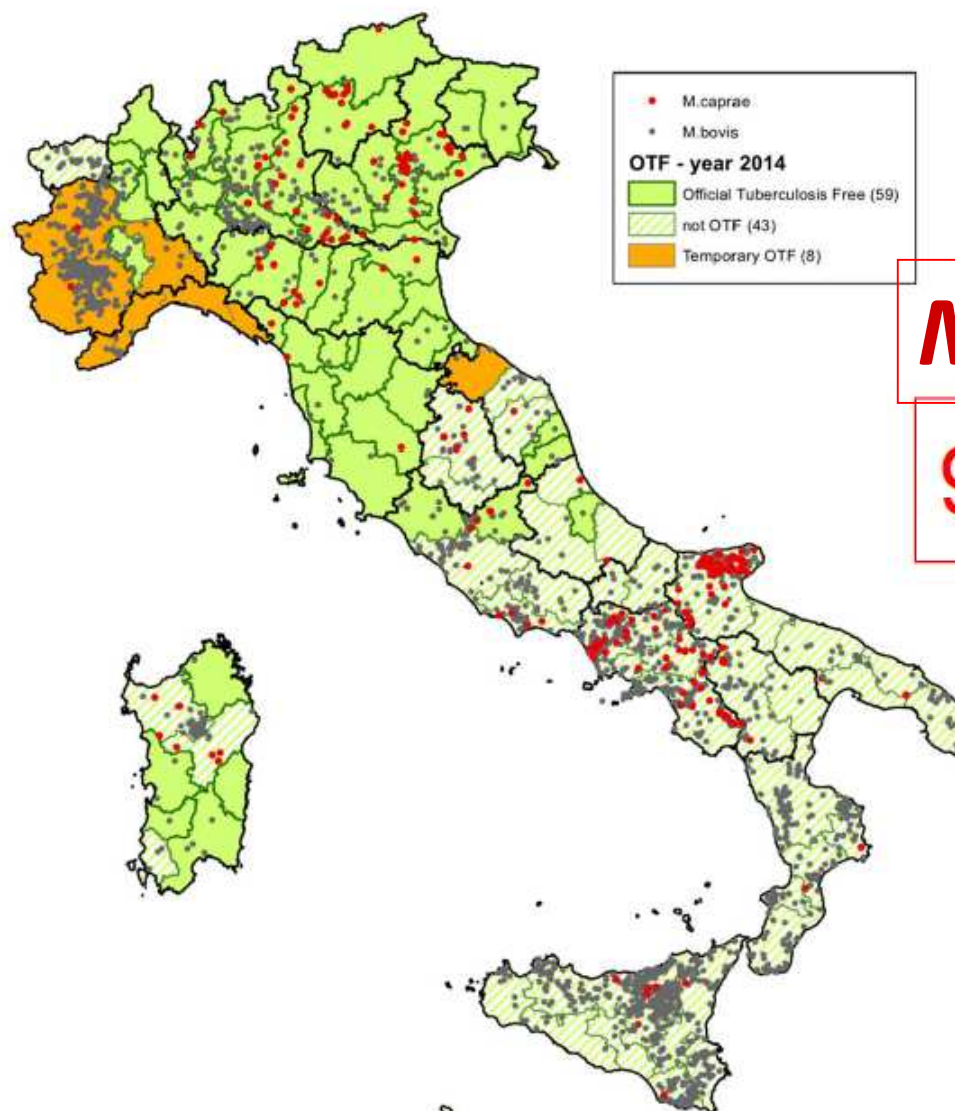 M.caprae
M.bovis
OTF - year 2014
Official Tuberculosis Free (59)
not OTF (43)
Temporary OTF (8)